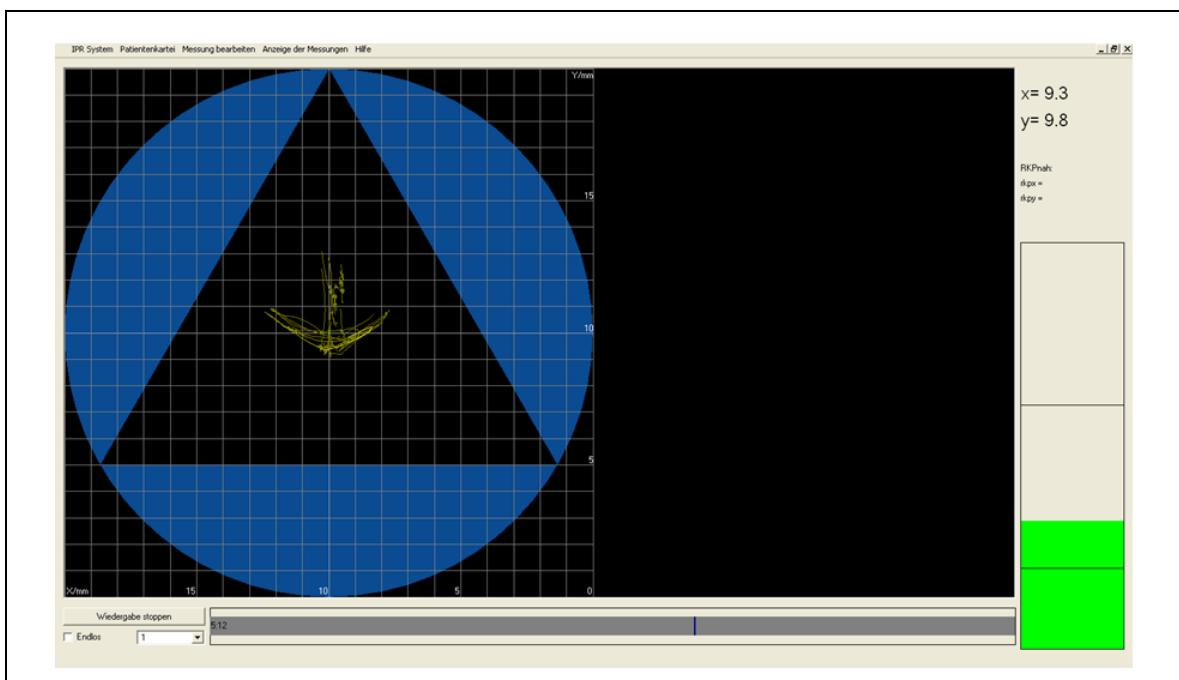 IPR System Patientenkartei Messung bearbeiten Anzeige der Messungen Hilfe
Y/mm
15
10
5
X/mm 15 10 5 0
x= 9.3
y= 9.8
RKPnah:
rkpx =
rkpy =
Wiedergabe stoppen
Endlos
1
5:12